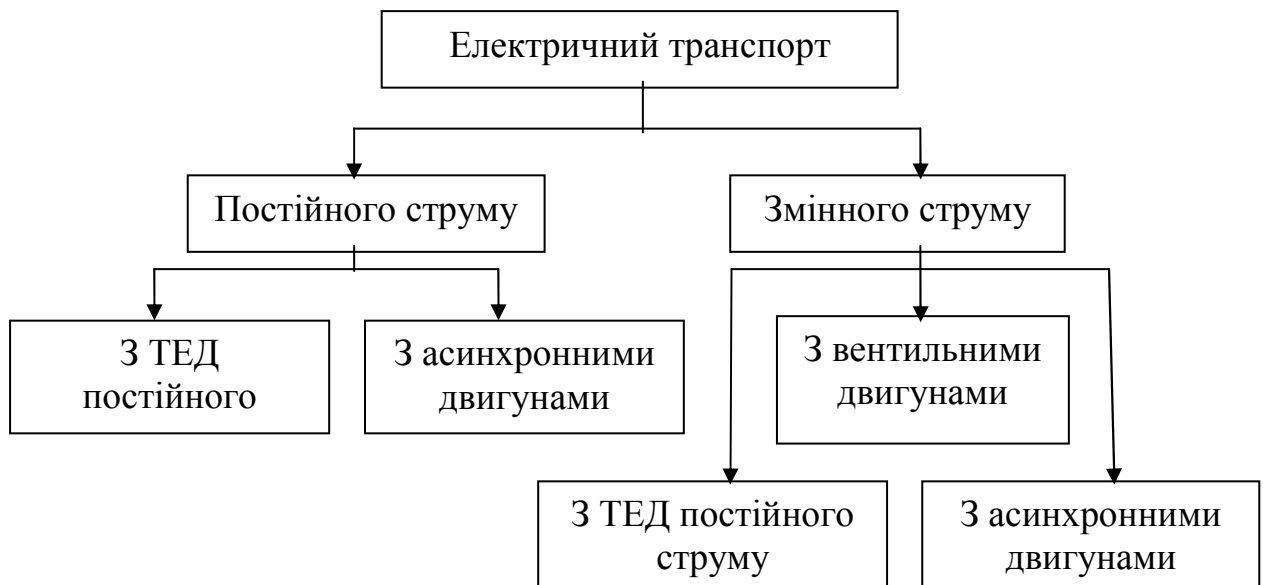 Електричний транспорт
Постійного струму
Змінного струму
З ТЕД
постійного
З асинхронними
двигунами
З вентильними
двигунами
З ТЕД постійного
струму
З асинхронними
двигунами